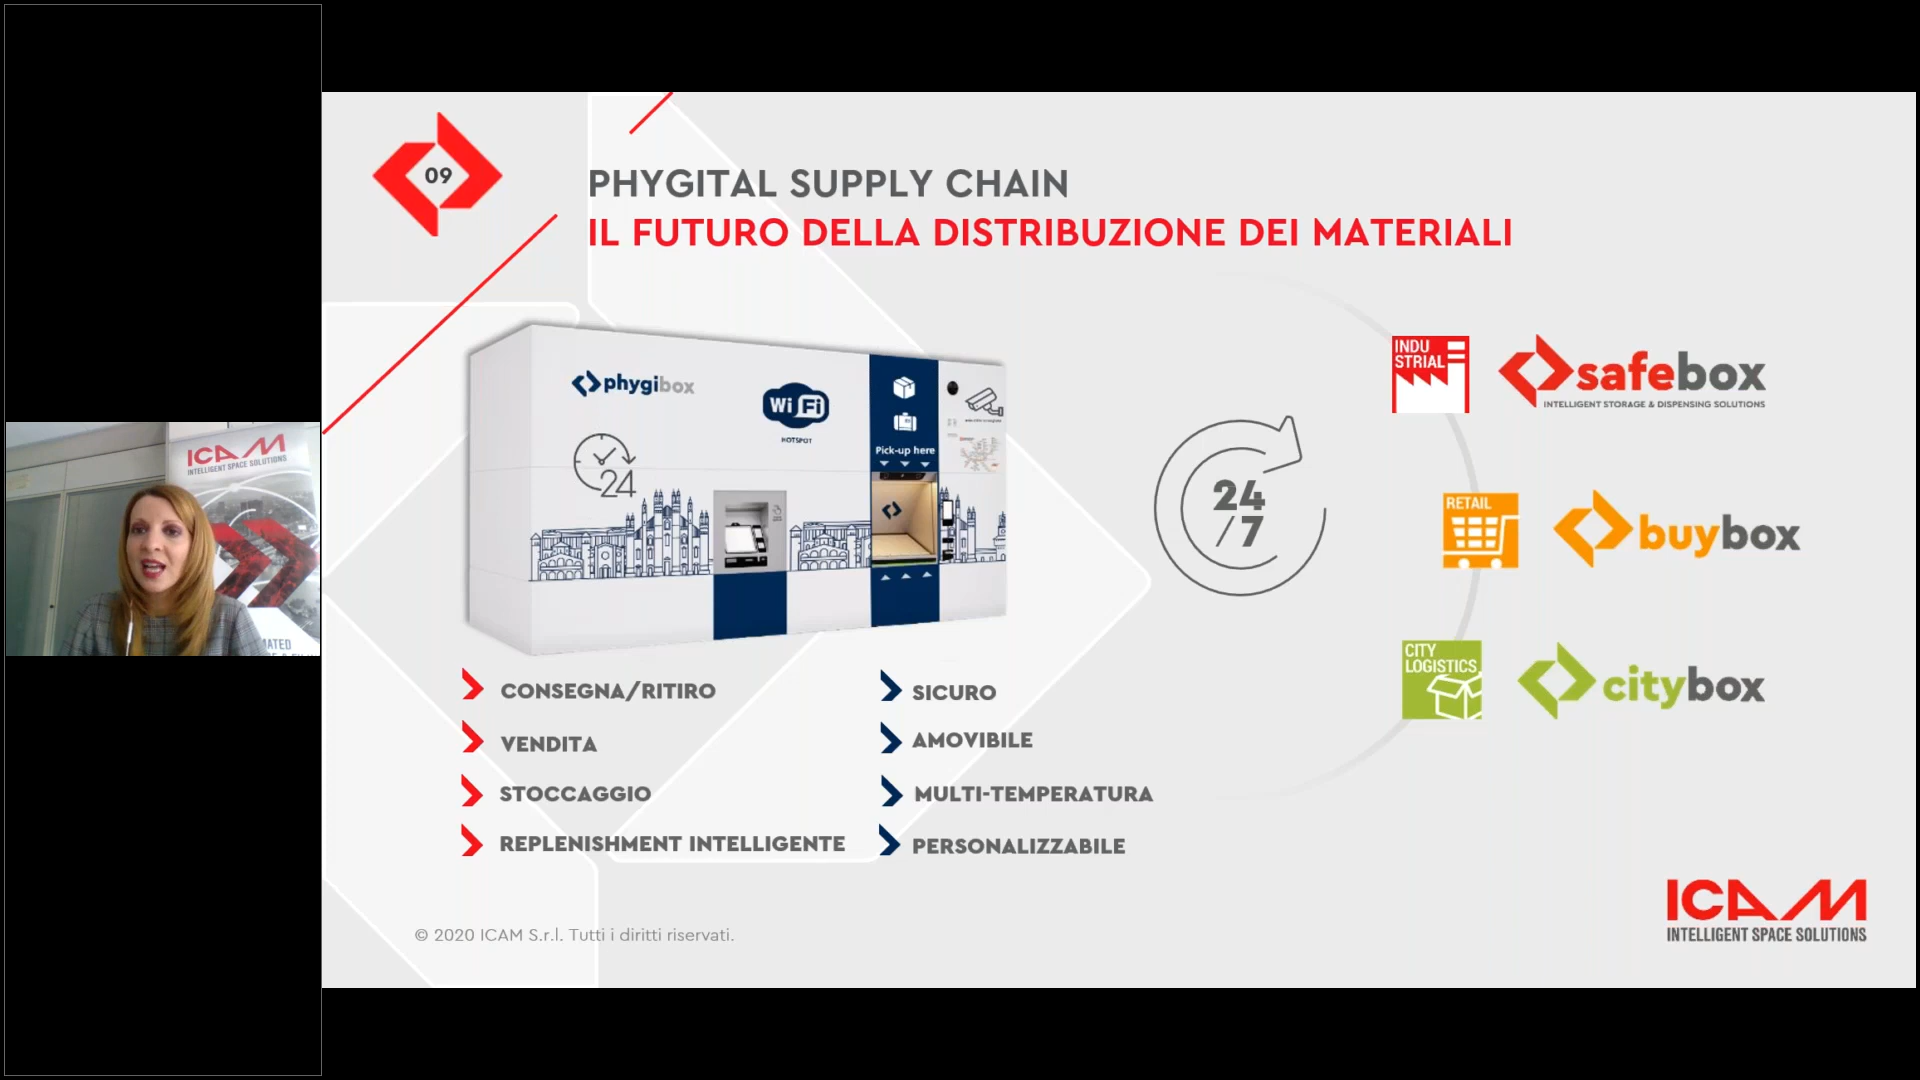 09
PHYGITAL SUPPLY CHAIN
IL FUTURO DELLA DISTRIBUZIONE DEI MATERIALI
phygibox
Wi Fi
HOTSPOT
24
Pick-up here
24
/7
INDU
STRIAL
safebox
INTELLIGENT STORAGE & DISPENSING SOLUTIONS
RETAIL
buybox
CITY
LOGISTICS
citybox
ICAM
INTELLIGENT SPACE SOLUTIONS
CONSEGNA/RITIRO
VENDITA
STOCCAGGIO
REPLENISHMENT INTELLIGENTE
SICURO
AMOVIBILE
MULTI-TEMPERATURA
PERSONALIZZABILE
© 2020 ICAM S.r.l. Tutti i diritti riservati.
ICAM
INTELLIGENT SPACE SOLUTIONS